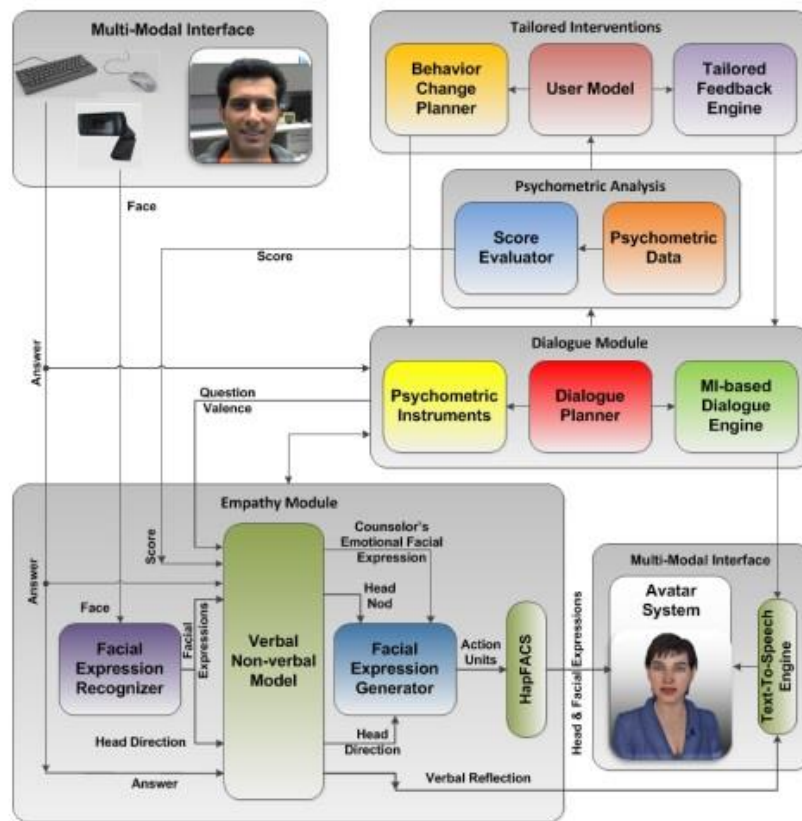 Multi-Modal Interface
Tailored Interventions
Behavior
Change
Planner
User Model
Tailored
Feedback
Engine
Face
Psychometric Analysis
Score
Evaluator
Psychometric
Data
Score
Answer
Dialogue Module
Question
Valence
Psychometric
Instruments
Dialogue
Planner
MI-based
Dialogue
Engine
Empathy Module
Counselor's
Emotional Facial
Expression
Score
Answer
Face
Head
Nod
Facial
Expression
Recognizer
Facial
Expressions
Verbal
Non-verbal
Model
Facial
Expression
Generator
Action
Units
HapFACS
Head & Facial Expressions
Multi-Modal Interface
Avatar
System
Text-To-Speech
Engine
Head Direction
Head
Direction
Answer
Verbal Reflection